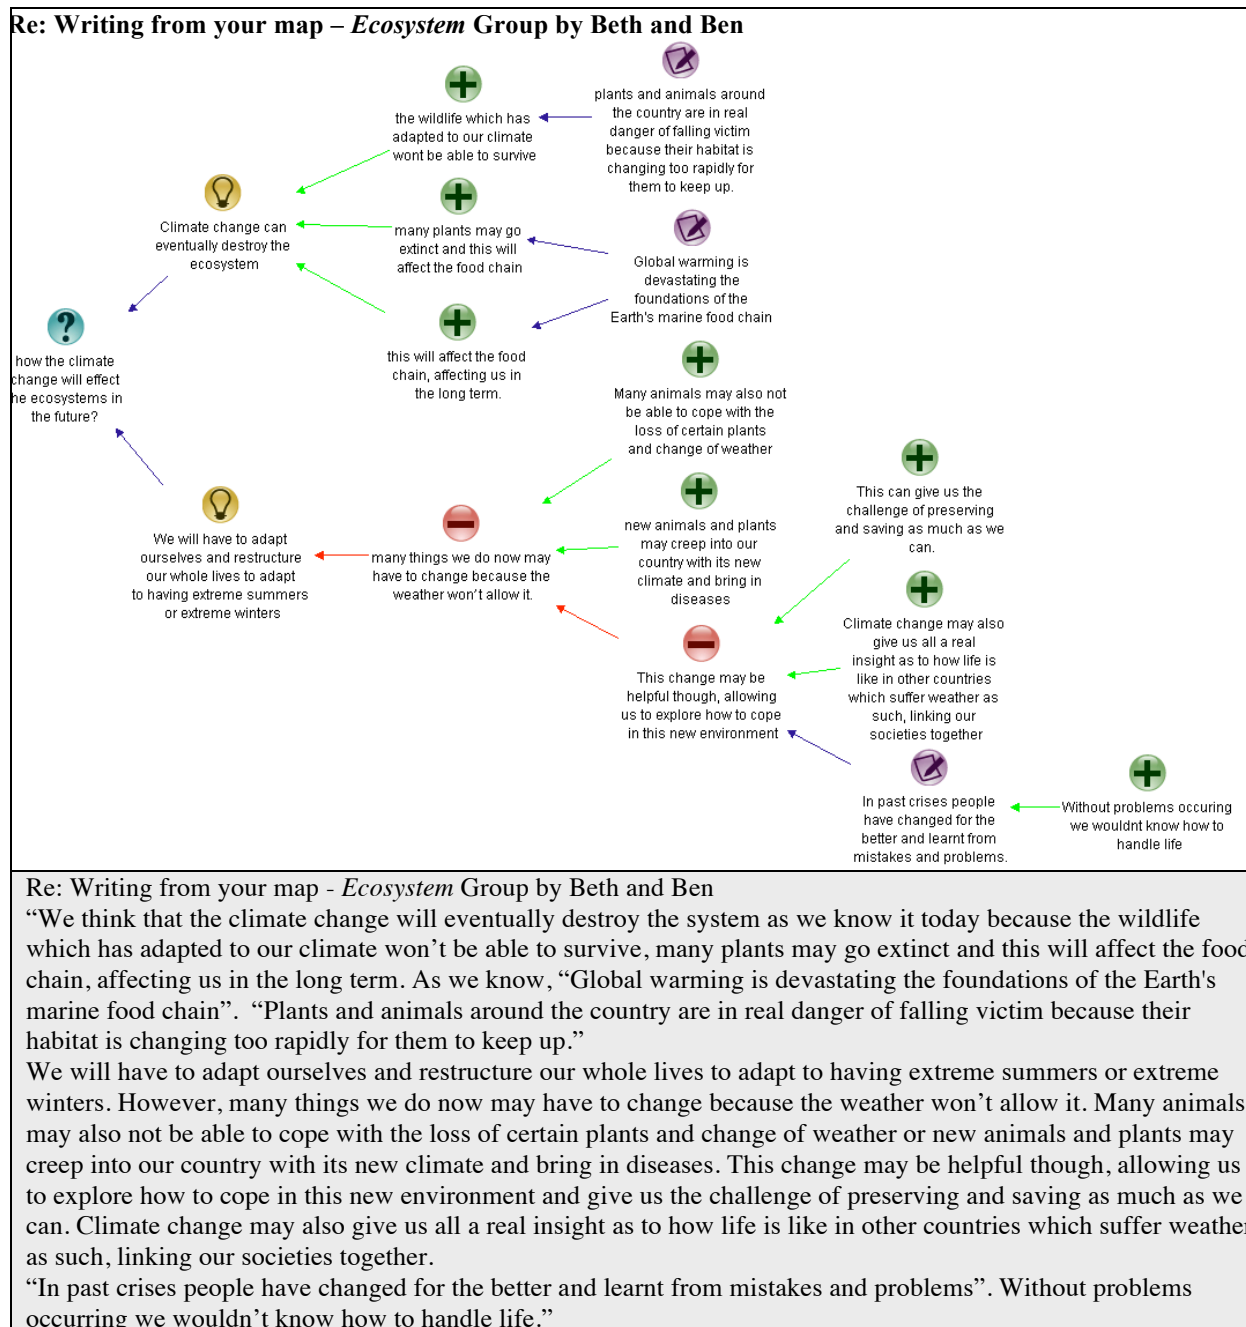 Re: Writing from your map – Ecosystem Group by Beth and Ben
plants and animals around
the country are in real
danger of falling victim
because their habitat is
changing too rapidly for
them to keep up.
the wildlife which has
adapted to our climate
wont be able to survive
Climate change can
eventually destroy the
ecosystem
many plants may go
extinct and this will
affect the food chain
Global warming is
devastating the
foundations of the
Earth's marine food chain
?
how the climate
change will effect
he ecosystems in
the future?
this will affect the food
chain, affecting us in
the long term.
Many animals may also not
be able to cope with the
loss of certain plants
and change of weather
We will have to adapt
ourselves and restructure
our whole lives to adapt
to having extreme summers
or extreme winters
many things we do now may
have to change because the
weather won't allow it.
new animals and plants
may creep into our
country with its new
climate and bring in
diseases
This can give us the
challenge of preserving
and saving as much as we
can.
This change may be
helpful though, allowing
us to explore how to cope
in this new environment
Climate change may also
give us all a real
insight as to how life is
like in other countries
which suffer weather as
such, linking our
societies together
In past crises people
have changed for the
better and learnt from
mistakes and problems.
Without problems occuring
we wouldnt know how to
handle life
Re: Writing from your map - Ecosystem Group by Beth and Ben
“We think that the climate change will eventually destroy the system as we know it today because the wildlife
which has adapted to our climate won’t be able to survive, many plants may go extinct and this will affect the food
chain, affecting us in the long term. As we know, “Global warming is devastating the foundations of the Earth's
marine food chain”. “Plants and animals around the country are in real danger of falling victim because their
habitat is changing too rapidly for them to keep up.”
We will have to adapt ourselves and restructure our whole lives to adapt to having extreme summers or extreme
winters. However, many things we do now may have to change because the weather won’t allow it. Many animals
may also not be able to cope with the loss of certain plants and change of weather or new animals and plants may
creep into our country with its new climate and bring in diseases. This change may be helpful though, allowing us
to explore how to cope in this new environment and give us the challenge of preserving and saving as much as we
can. Climate change may also give us all a real insight as to how life is like in other countries which suffer weather
as such, linking our societies together.
“In past crises people have changed for the better and learnt from mistakes and problems”. Without problems
occurring we wouldn’t know how to handle life.”